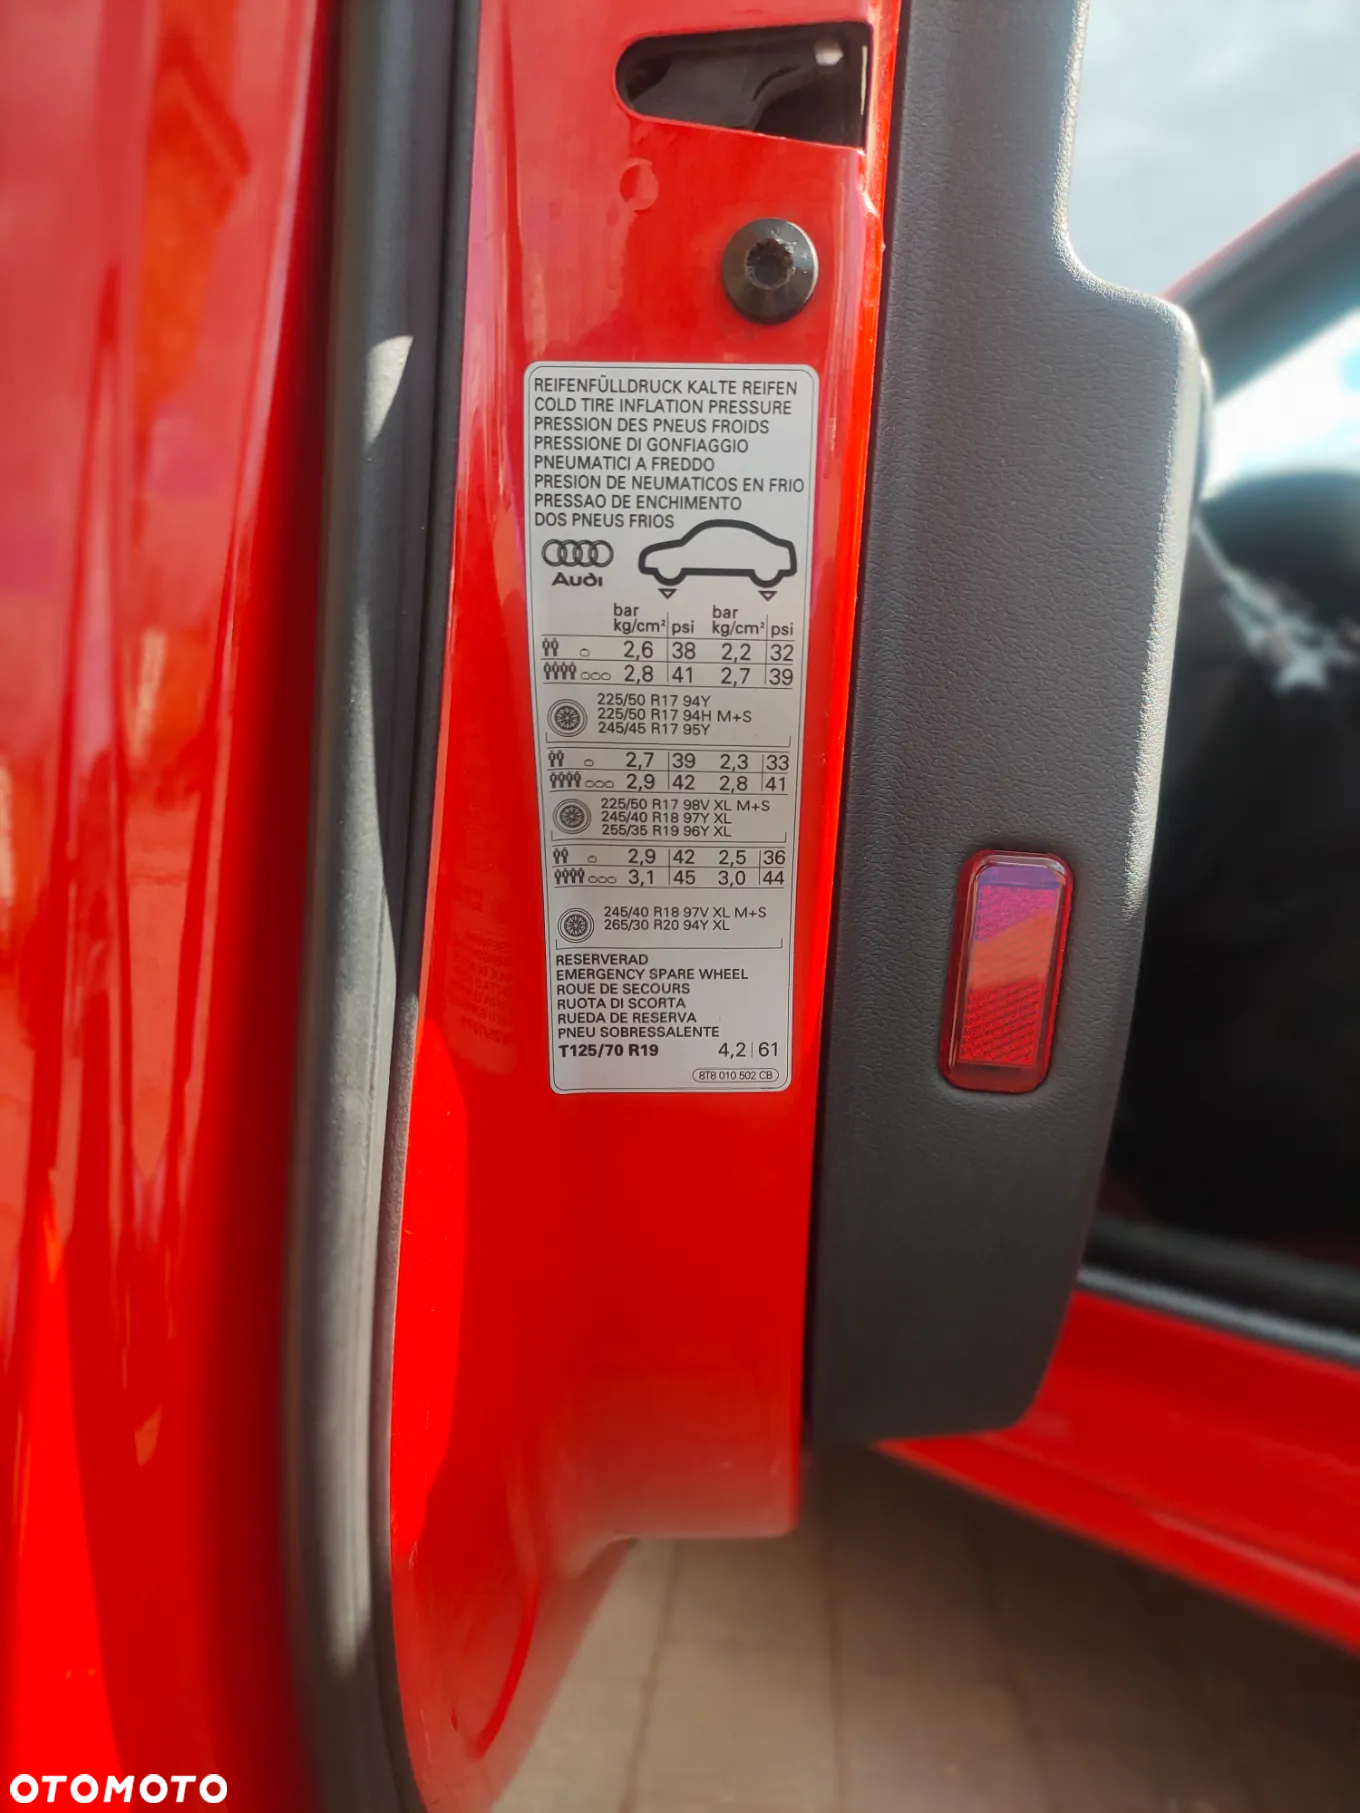 REIFENFÜLLDRUCK KALTE REIFEN
COLD TIRE INFLATION PRESSURE
PRESSION DES PNEUS FROIDS
PRESSIONE DI GONFIAGGIO
PNEUMATICI A FREDDO
PRESION DE NEUMATICOS EN FRIO
PRESSAO DE ENCHIMENTO
DOS PNEUS FRIOS
Audi
bar bar
kg/cm² psi kg/cm² psi
2,6 38 2,2 32
2,8 41 2,7 39
225/50 R17 94Y
225/50 R17 94H M+S
245/45 R17 95Y
2,7 39 2,3 33
2,9 42 2,8 41
225/50 R17 98V XL M+S
245/40 R18 97Y XL
255/35 R19 96Y XL
2,9 42 2,5 36
3,1 45 3,0 44
245/40 R18 97V XL M+S
265/30 R20 94Y XL
RESERVERAD
EMERGENCY SPARE WHEEL
ROUE DE SECOURS
RUOTA DI SCORTA
RUEDA DE RESERVA
PNEU SOBRESSALENTE
T125/70 R19 4,2 61
8T8 010 502 CB
OTOMOTO